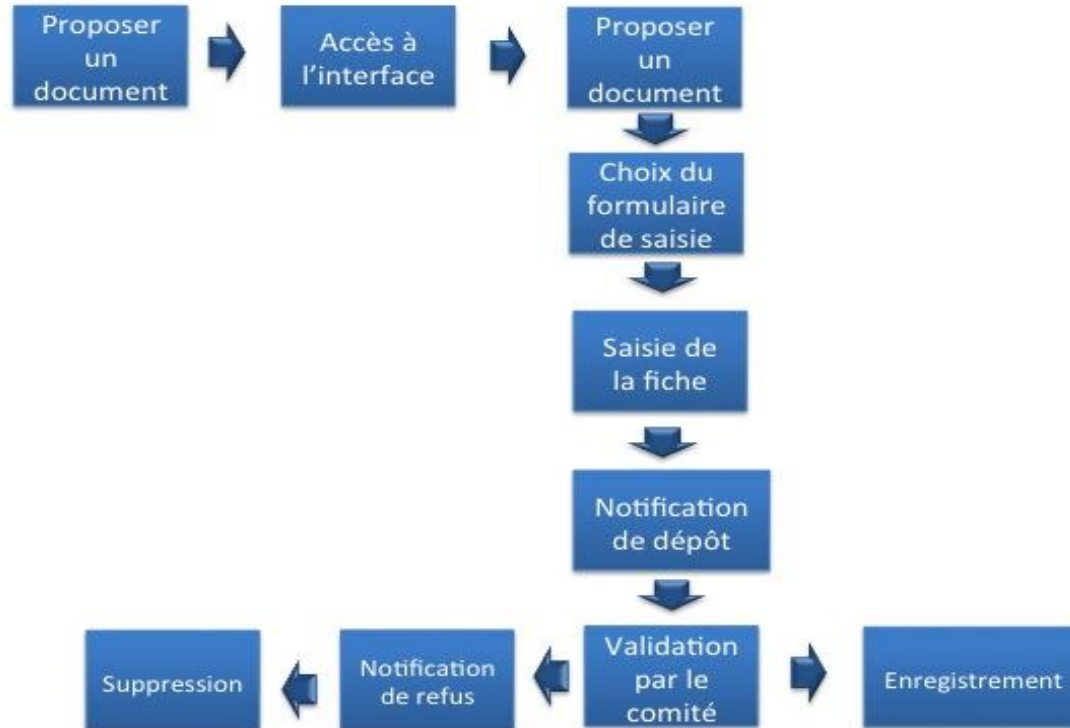 Proposer
un
document
Accès à
l'interface
Proposer
un
document
Choix du
formulaire
de saisie
Saisie de
la fiche
Notification
de dépôt
Validation
par le
comité
Notification
de refus
Suppression
Enregistrement